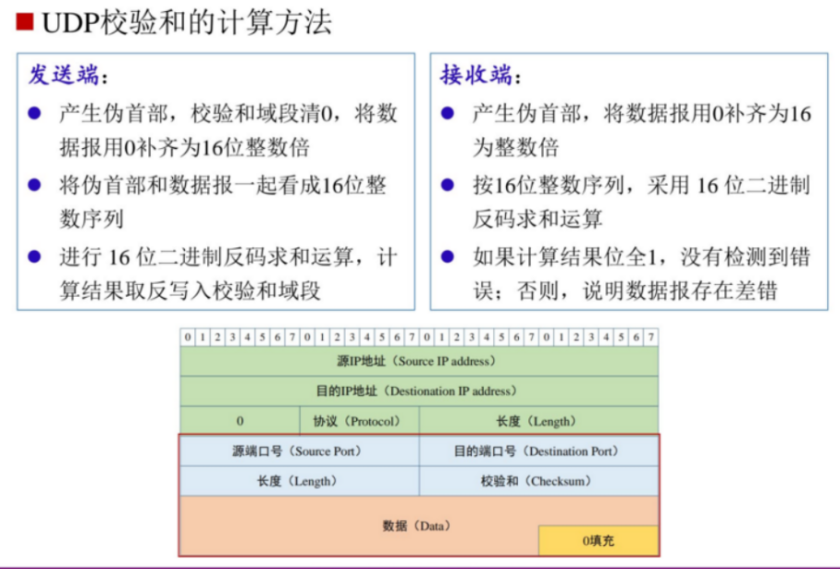 UDP校验和的计算方法
发送端：
产生伪首部，校验和域段清0，将数
据报用0补齐为16位整数倍
将伪首部和数据报一起看成16位整
数序列
进行 16 位二进制反码求和运算，计
算结果取反写入校验和域段
接收端：
产生伪首部，将数据报用0补齐为16
为整数倍
按16位整数序列，采用 16 位二进制
反码求和运算
如果计算结果位全1，没有检测到错
误；否则，说明数据报存在差错
0 1 2 3 4 5 6 7 0 1 2 3 4 5 6 7 0 1 2 3 4 5 6 7 0 1 2 3 4 5 6 7
源IP地址（Source IP address）
目的IP地址（Destionation IP address）
0 协议（Protocol） 长度（Length）
源端口号（Source Port） 目的端口号（Destination Port）
长度（Length） 校验和（Checksum）
数据（Data）
0填充